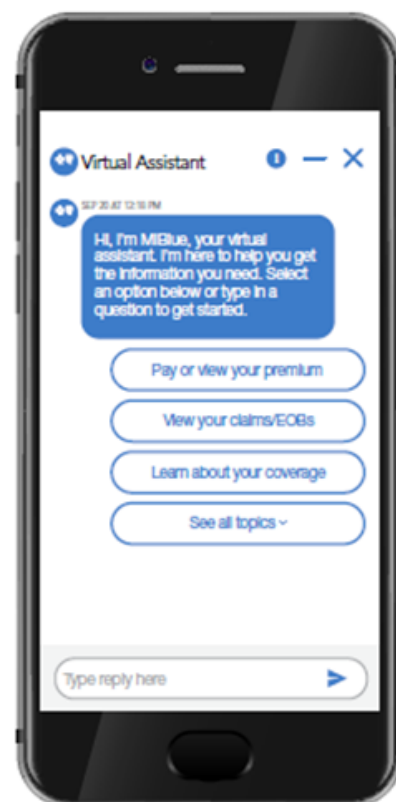 Virtual Assistant
SEP 20 AT 12:18 PM
Hi, I'm MIBlue, your virtual
assistant. I'm here to help you get
the information you need. Select
an option below or type in a
question to get started.
Pay or view your premium
View your claims/EOBs
Learn about your coverage
See all topics
Type reply here